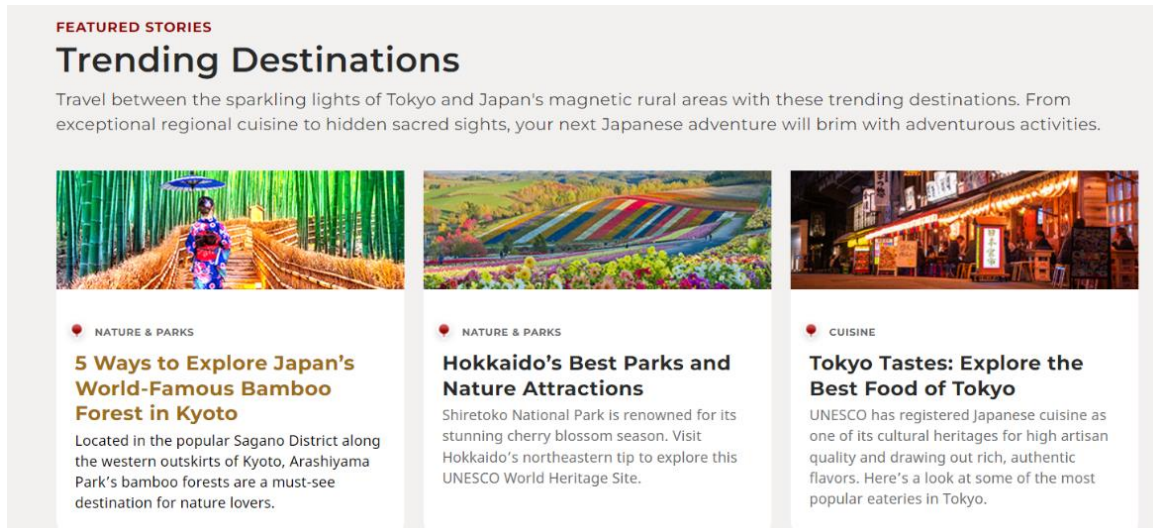 FEATURED STORIES
Trending Destinations
Travel between the sparkling lights of Tokyo and Japan's magnetic rural areas with these trending destinations. From
exceptional regional cuisine to hidden sacred sights, your next Japanese adventure will brim with adventurous activities.
NATURE & PARKS
5 Ways to Explore Japan’s
World-Famous Bamboo
Forest in Kyoto
Located in the popular Sagano District along
the western outskirts of Kyoto, Arashiyama
Park’s bamboo forests are a must-see
destination for nature lovers.
NATURE & PARKS
Hokkaido’s Best Parks and
Nature Attractions
Shiretoko National Park is renowned for its
stunning cherry blossom season. Visit
Hokkaido’s northeastern tip to explore this
UNESCO World Heritage Site.
CUISINE
Tokyo Tastes: Explore the
Best Food of Tokyo
UNESCO has registered Japanese cuisine as
one of its cultural heritages for high artisan
quality and drawing out rich, authentic
flavors. Here’s a look at some of the most
popular eateries in Tokyo.